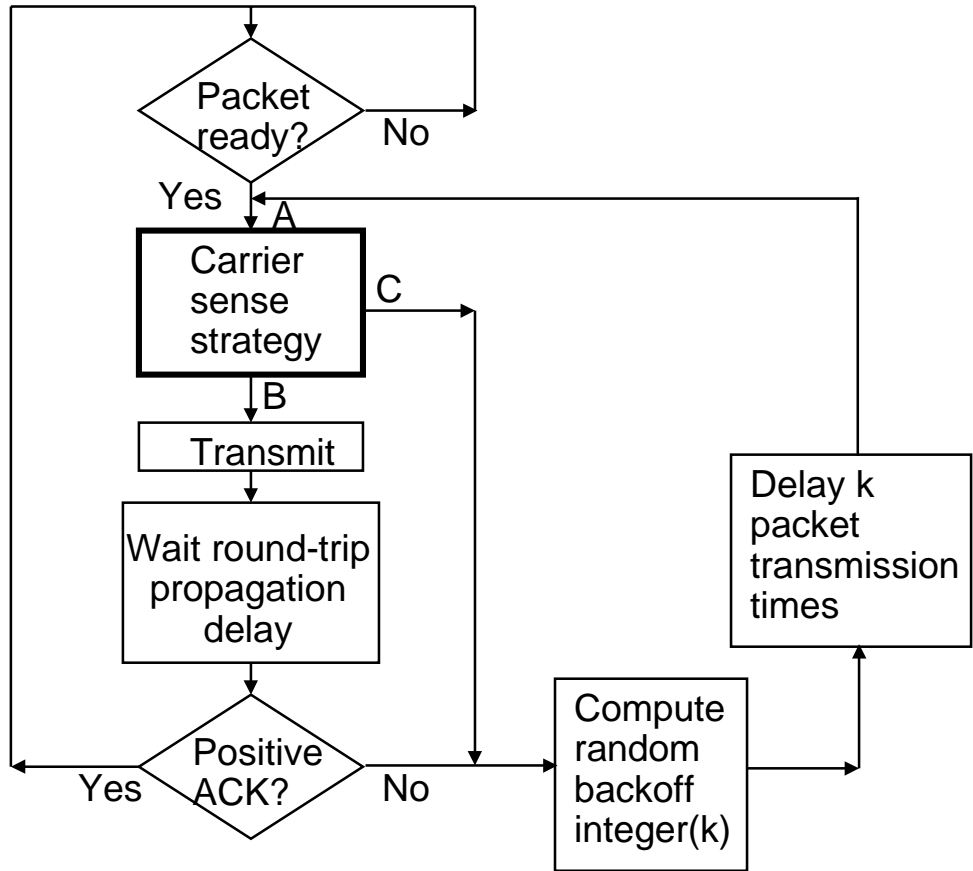 Packet
ready?
No
Yes
A
Carrier
sense
strategy
C
B
Transmit
Wait round-trip
propagation
delay
Positive
ACK?
Yes
No
Compute
random
backoff
integer(k)
Delay k
packet
transmission
times